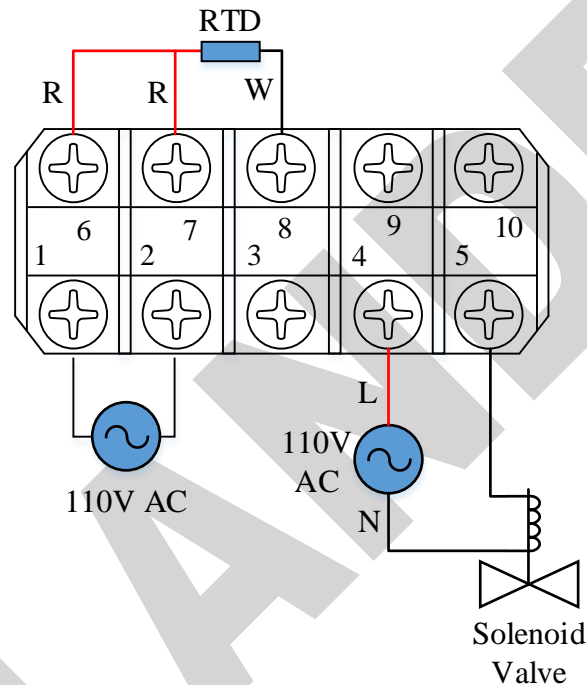 RTD
R R W
6 7 8 9 10
1 2 3 4 5
L
110V
AC
110V AC
N
Solenoid
Valve